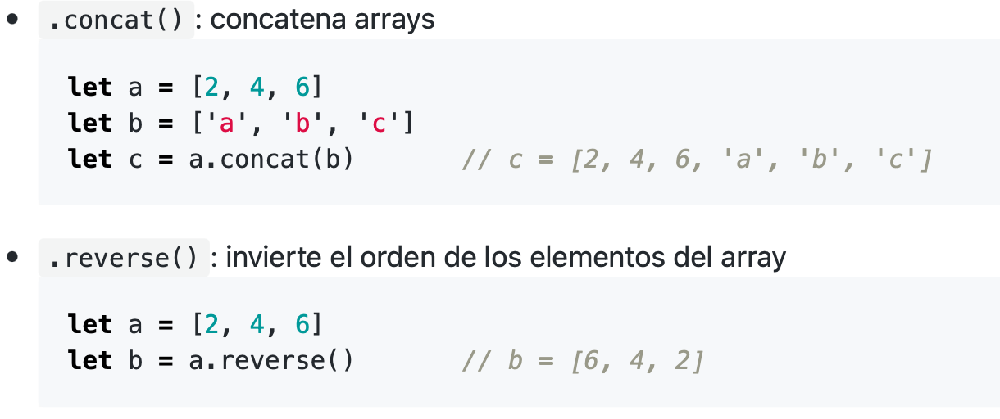 • .concat() : concatena arrays
let a = [2, 4, 6]
let b = ['a', 'b', 'c']
let c = a.concat(b)       // c = [2, 4, 6, 'a', 'b', 'c']
• .reverse() : invierte el orden de los elementos del array
let a = [2, 4, 6]
let b = a.reverse()       // b = [6, 4, 2]